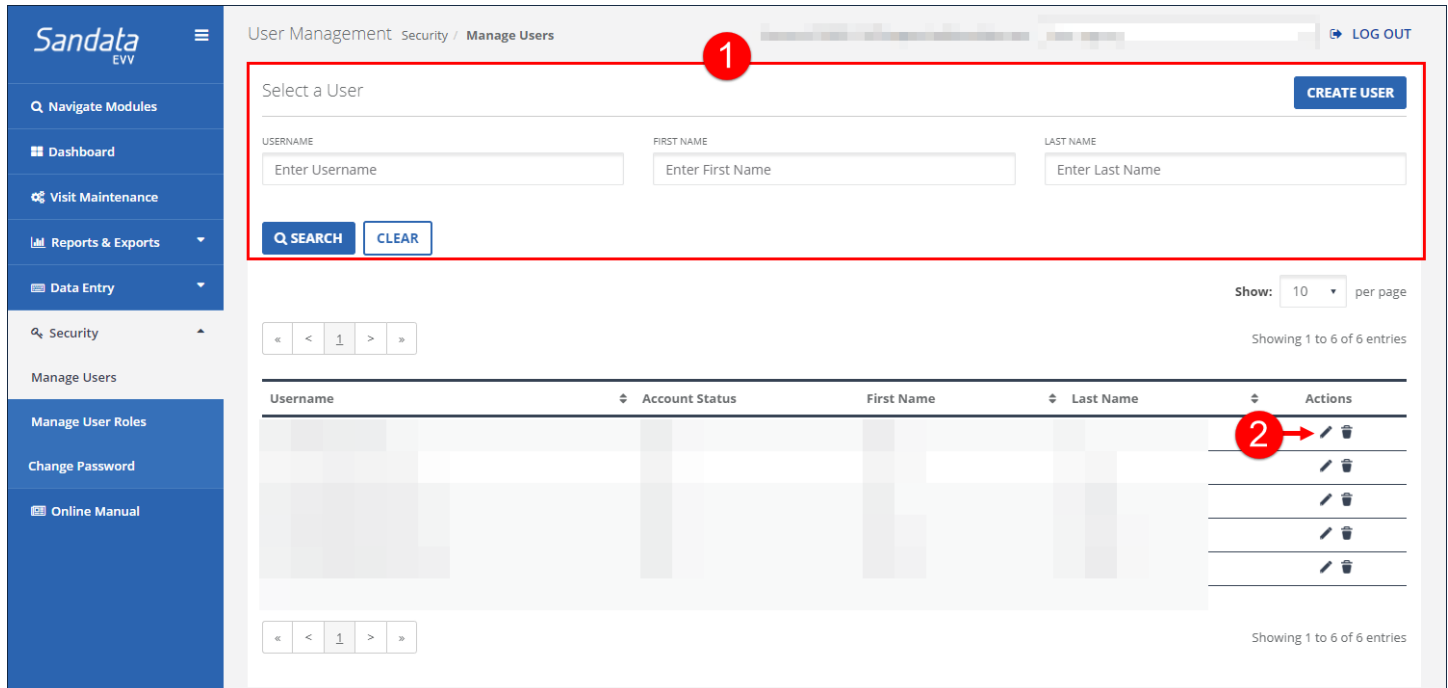 Sandata
EVV
Navigate Modules
Dashboard
Visit Maintenance
Reports & Exports
Data Entry
Security
Manage Users
Manage User Roles
Change Password
Online Manual
User Management Security / Manage Users
LOG OUT
1
Select a User
CREATE USER
USERNAME FIRST NAME LAST NAME
Enter Username Enter First Name Enter Last Name
SEARCH CLEAR
Show: 10 per page
« < 1 > »
Showing 1 to 6 of 6 entries
Username Account Status First Name Last Name Actions
2
« < 1 > »
Showing 1 to 6 of 6 entries